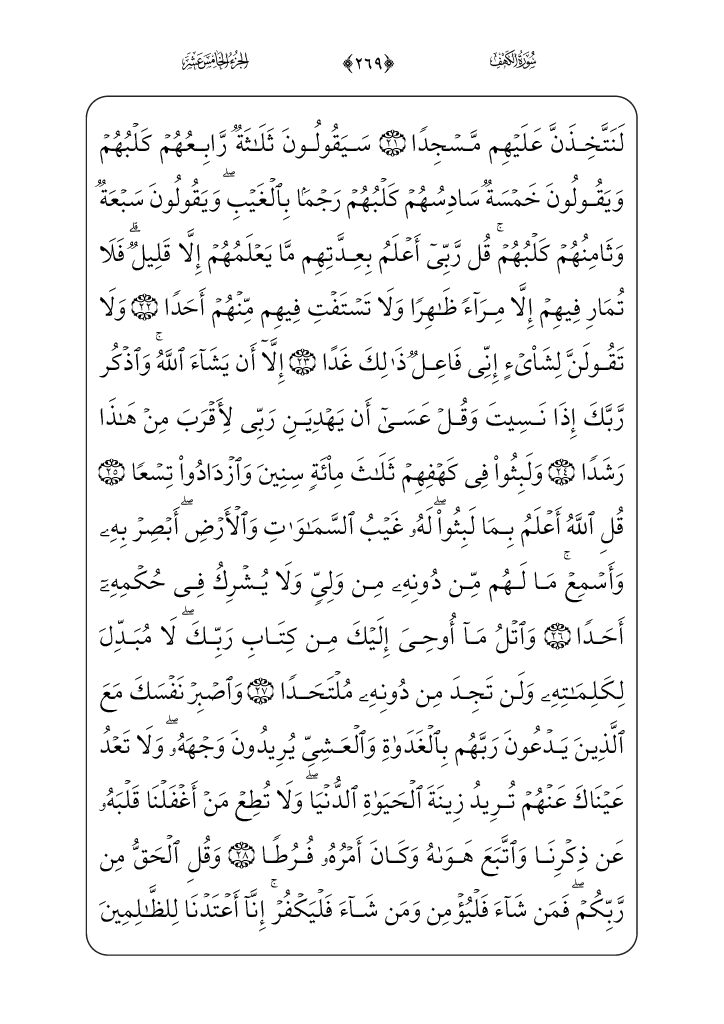 سُورَةُ الكَهْفِ ﴿٢٦٩﴾ الجُزْءُ الخَامِسَ عَشَرَ
لَنَتَّخِذَنَّ عَلَيۡهِم مَّسۡجِدٗا ٢١ سَيَقُولُونَ ثَلَٰثَةٞ رَّابِعُهُمۡ كَلۡبُهُمۡ
وَيَقُولُونَ خَمۡسَةٞ سَادِسُهُمۡ كَلۡبُهُمۡ رَجۡمَۢا بِٱلۡغَيۡبِۖ وَيَقُولُونَ سَبۡعَةٞ
وَثَامِنُهُمۡ كَلۡبُهُمۡۚ قُل رَّبِّيٓ أَعۡلَمُ بِعِدَّتِهِم مَّا يَعۡلَمُهُمۡ إِلَّا قَلِيلٞۗ فَلَا
تُمَارِ فِيهِمۡ إِلَّا مِرَآءٗ ظَٰهِرٗا وَلَا تَسۡتَفۡتِ فِيهِم مِّنۡهُمۡ أَحَدٗا ٢٢ وَلَا
تَقُولَنَّ لِشَاْيۡءٍ إِنِّي فَاعِلٞ ذَٰلِكَ غَدًا ٢٣ إِلَّآ أَن يَشَآءَ ٱللَّهُۚ وَٱذۡكُر
رَّبَّكَ إِذَا نَسِيتَ وَقُلۡ عَسَىٰٓ أَن يَهۡدِيَنِ رَبِّي لِأَقۡرَبَ مِنۡ هَٰذَا
رَشَدٗا ٢٤ وَلَبِثُواْ فِي كَهۡفِهِمۡ ثَلَٰثَ مِاْئَةٖ سِنِينَ وَٱزۡدَادُواْ تِسۡعٗا ٢٥
قُلِ ٱللَّهُ أَعۡلَمُ بِمَا لَبِثُواْۖ لَهُۥ غَيۡبُ ٱلسَّمَٰوَٰتِ وَٱلۡأَرۡضِۖ أَبۡصِرۡ بِهِۦ
وَأَسۡمِعۡۚ مَا لَهُم مِّن دُونِهِۦ مِن وَلِيّٖ وَلَا يُشۡرِكُ فِي حُكۡمِهِۦٓ
أَحَدٗا ٢٦ وَٱتۡلُ مَآ أُوحِيَ إِلَيۡكَ مِن كِتَابِ رَبِّكَۖ لَا مُبَدِّلَ
لِكَلِمَٰتِهِۦ وَلَن تَجِدَ مِن دُونِهِۦ مُلۡتَحَدٗا ٢٧ وَٱصۡبِرۡ نَفۡسَكَ مَعَ
ٱلَّذِينَ يَدۡعُونَ رَبَّهُم بِٱلۡغَدَوٰةِ وَٱلۡعَشِيِّ يُرِيدُونَ وَجۡهَهُۥۖ وَلَا تَعۡدُ
عَيۡنَاكَ عَنۡهُمۡ تُرِيدُ زِينَةَ ٱلۡحَيَوٰةِ ٱلدُّنۡيَاۖ وَلَا تُطِعۡ مَنۡ أَغۡفَلۡنَا قَلۡبَهُۥ
عَن ذِكۡرِنَا وَٱتَّبَعَ هَوَىٰهُ وَكَانَ أَمۡرُهُۥ فُرُطٗا ٢٨ وَقُلِ ٱلۡحَقُّ مِن
رَّبِّكُمۡۖ فَمَن شَآءَ فَلۡيُؤۡمِن وَمَن شَآءَ فَلۡيَكۡفُرۡۚ إِنَّآ أَعۡتَدۡنَا لِلظَّٰلِمِينَ